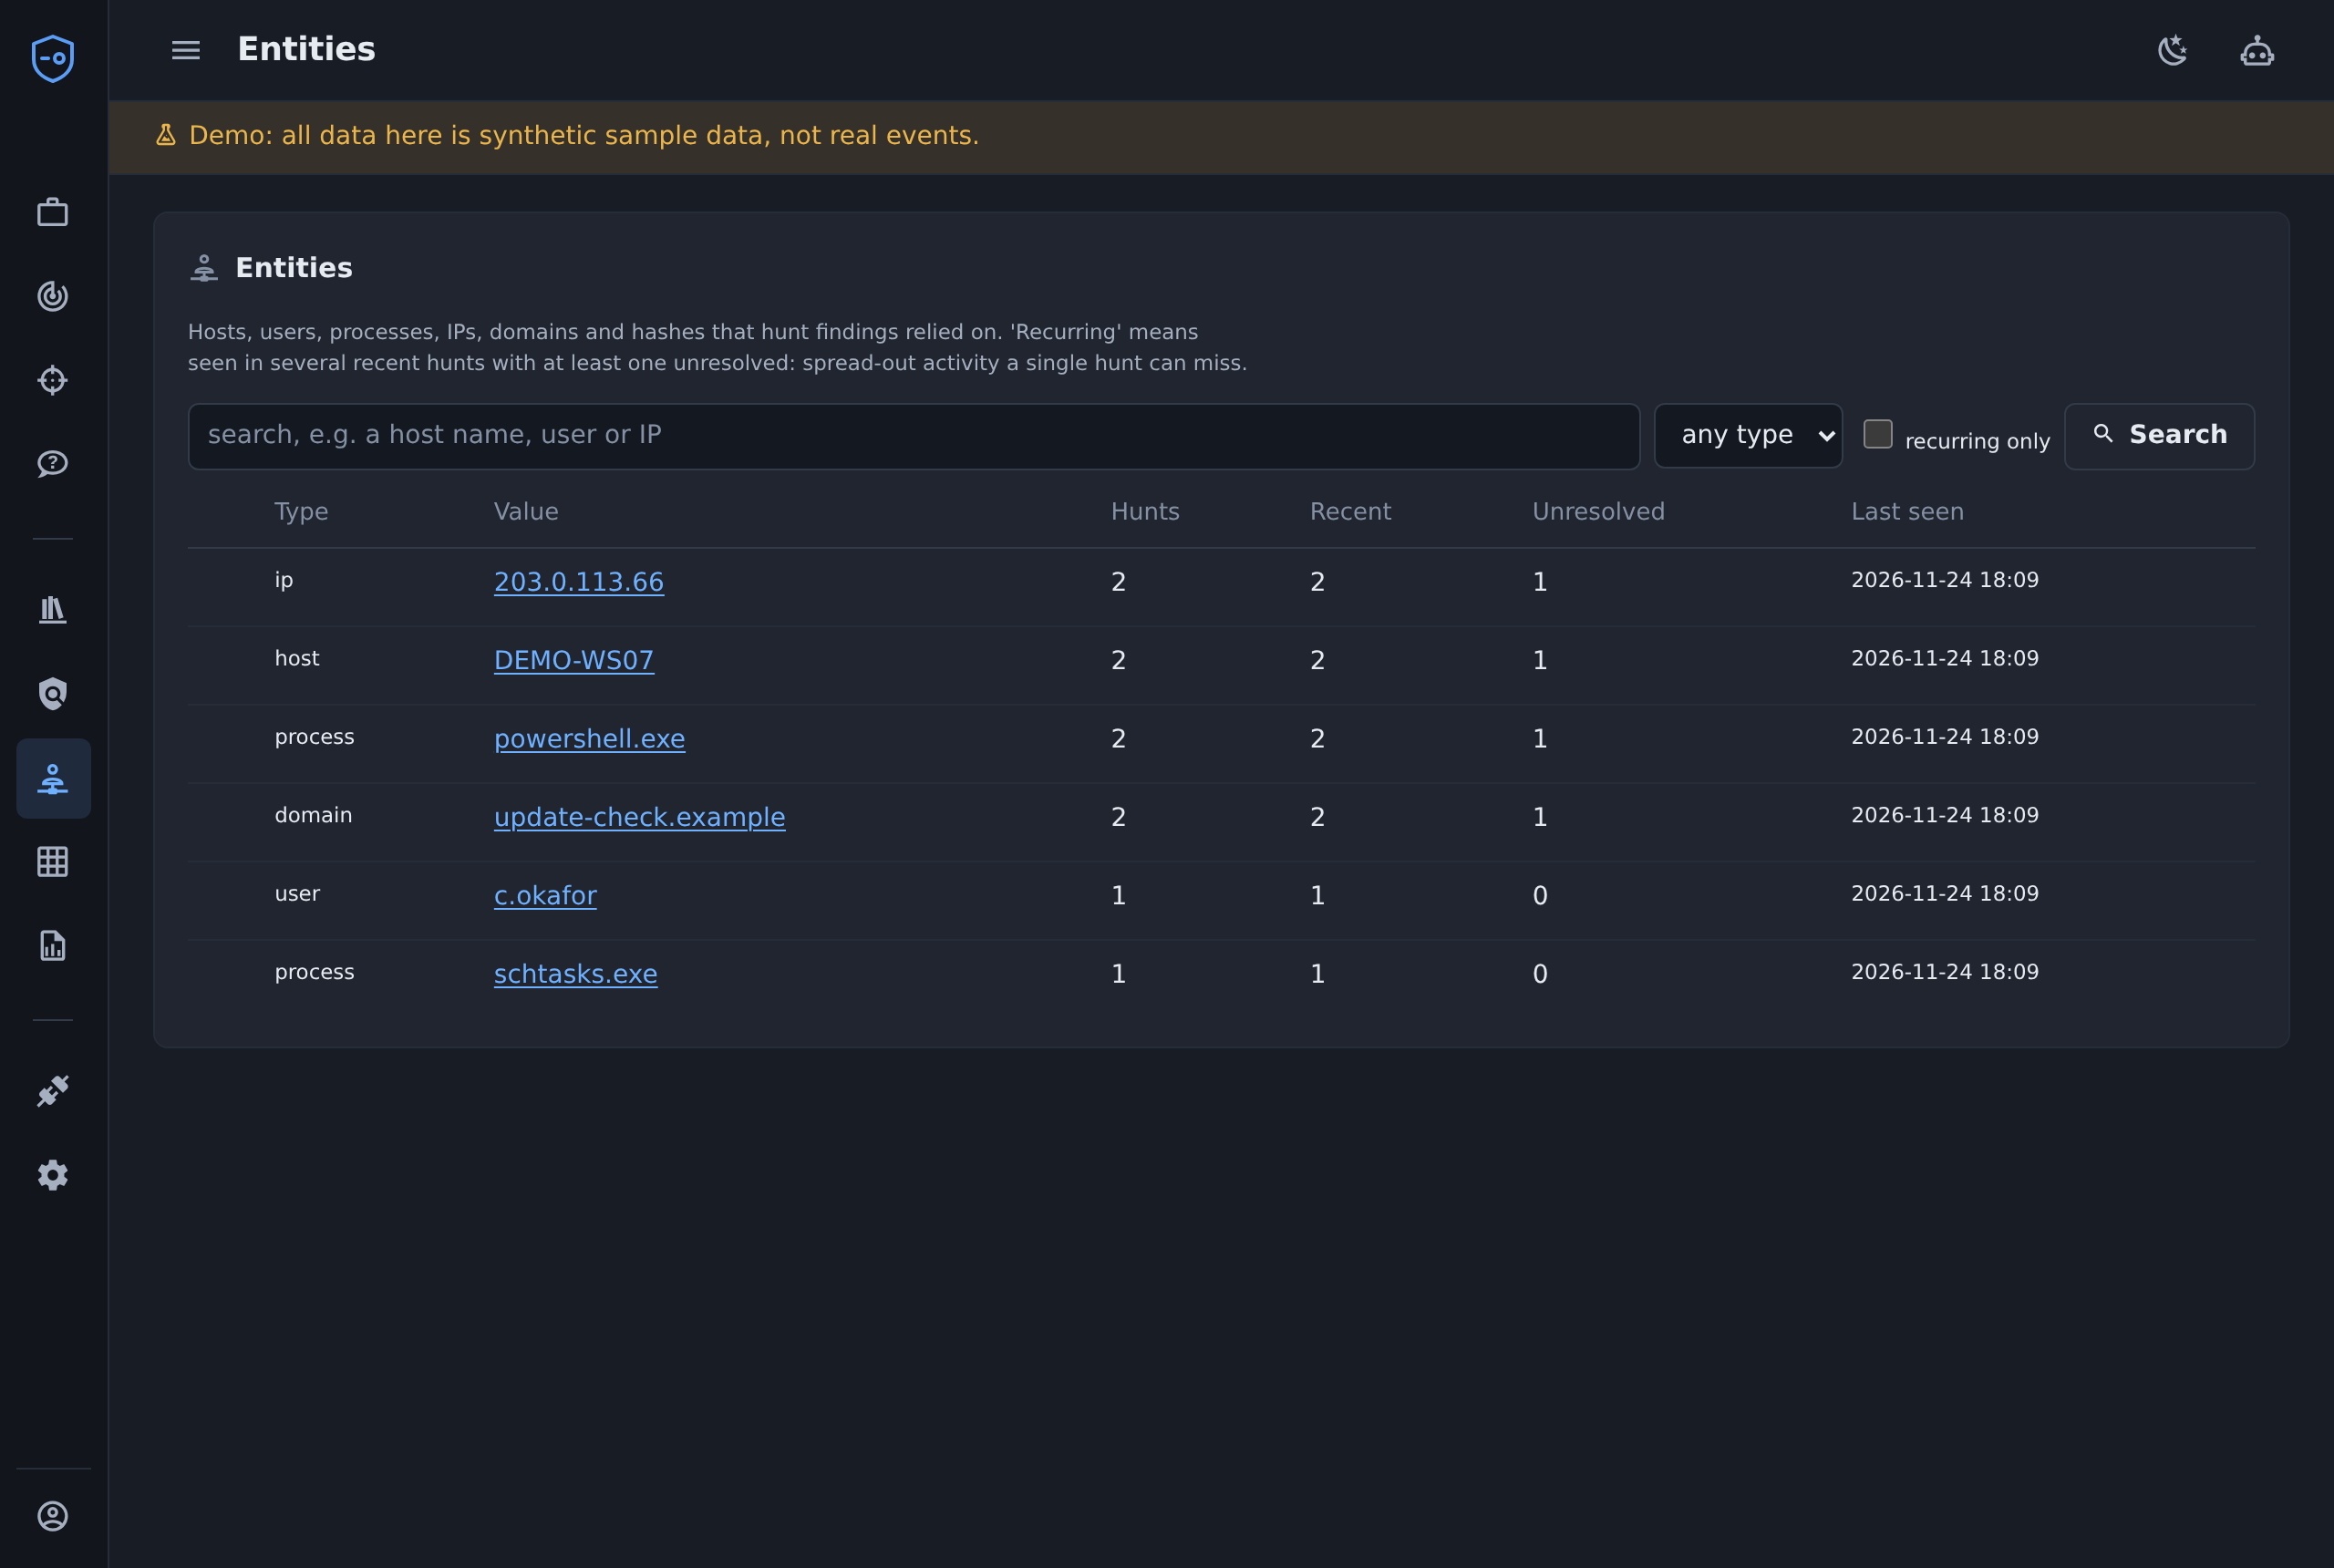 Entities
Demo: all data here is synthetic sample data, not real events.
Entities
Hosts, users, processes, IPs, domains and hashes that hunt findings relied on. 'Recurring' means
seen in several recent hunts with at least one unresolved: spread-out activity a single hunt can miss.
search, e.g. a host name, user or IP any type recurring only Search
Type Value Hunts Recent Unresolved Last seen
ip 203.0.113.66 2 2 1 2026-11-24 18:09
host DEMO-WS07 2 2 1 2026-11-24 18:09
process powershell.exe 2 2 1 2026-11-24 18:09
domain update-check.example 2 2 1 2026-11-24 18:09
user c.okafor 1 1 0 2026-11-24 18:09
process schtasks.exe 1 1 0 2026-11-24 18:09